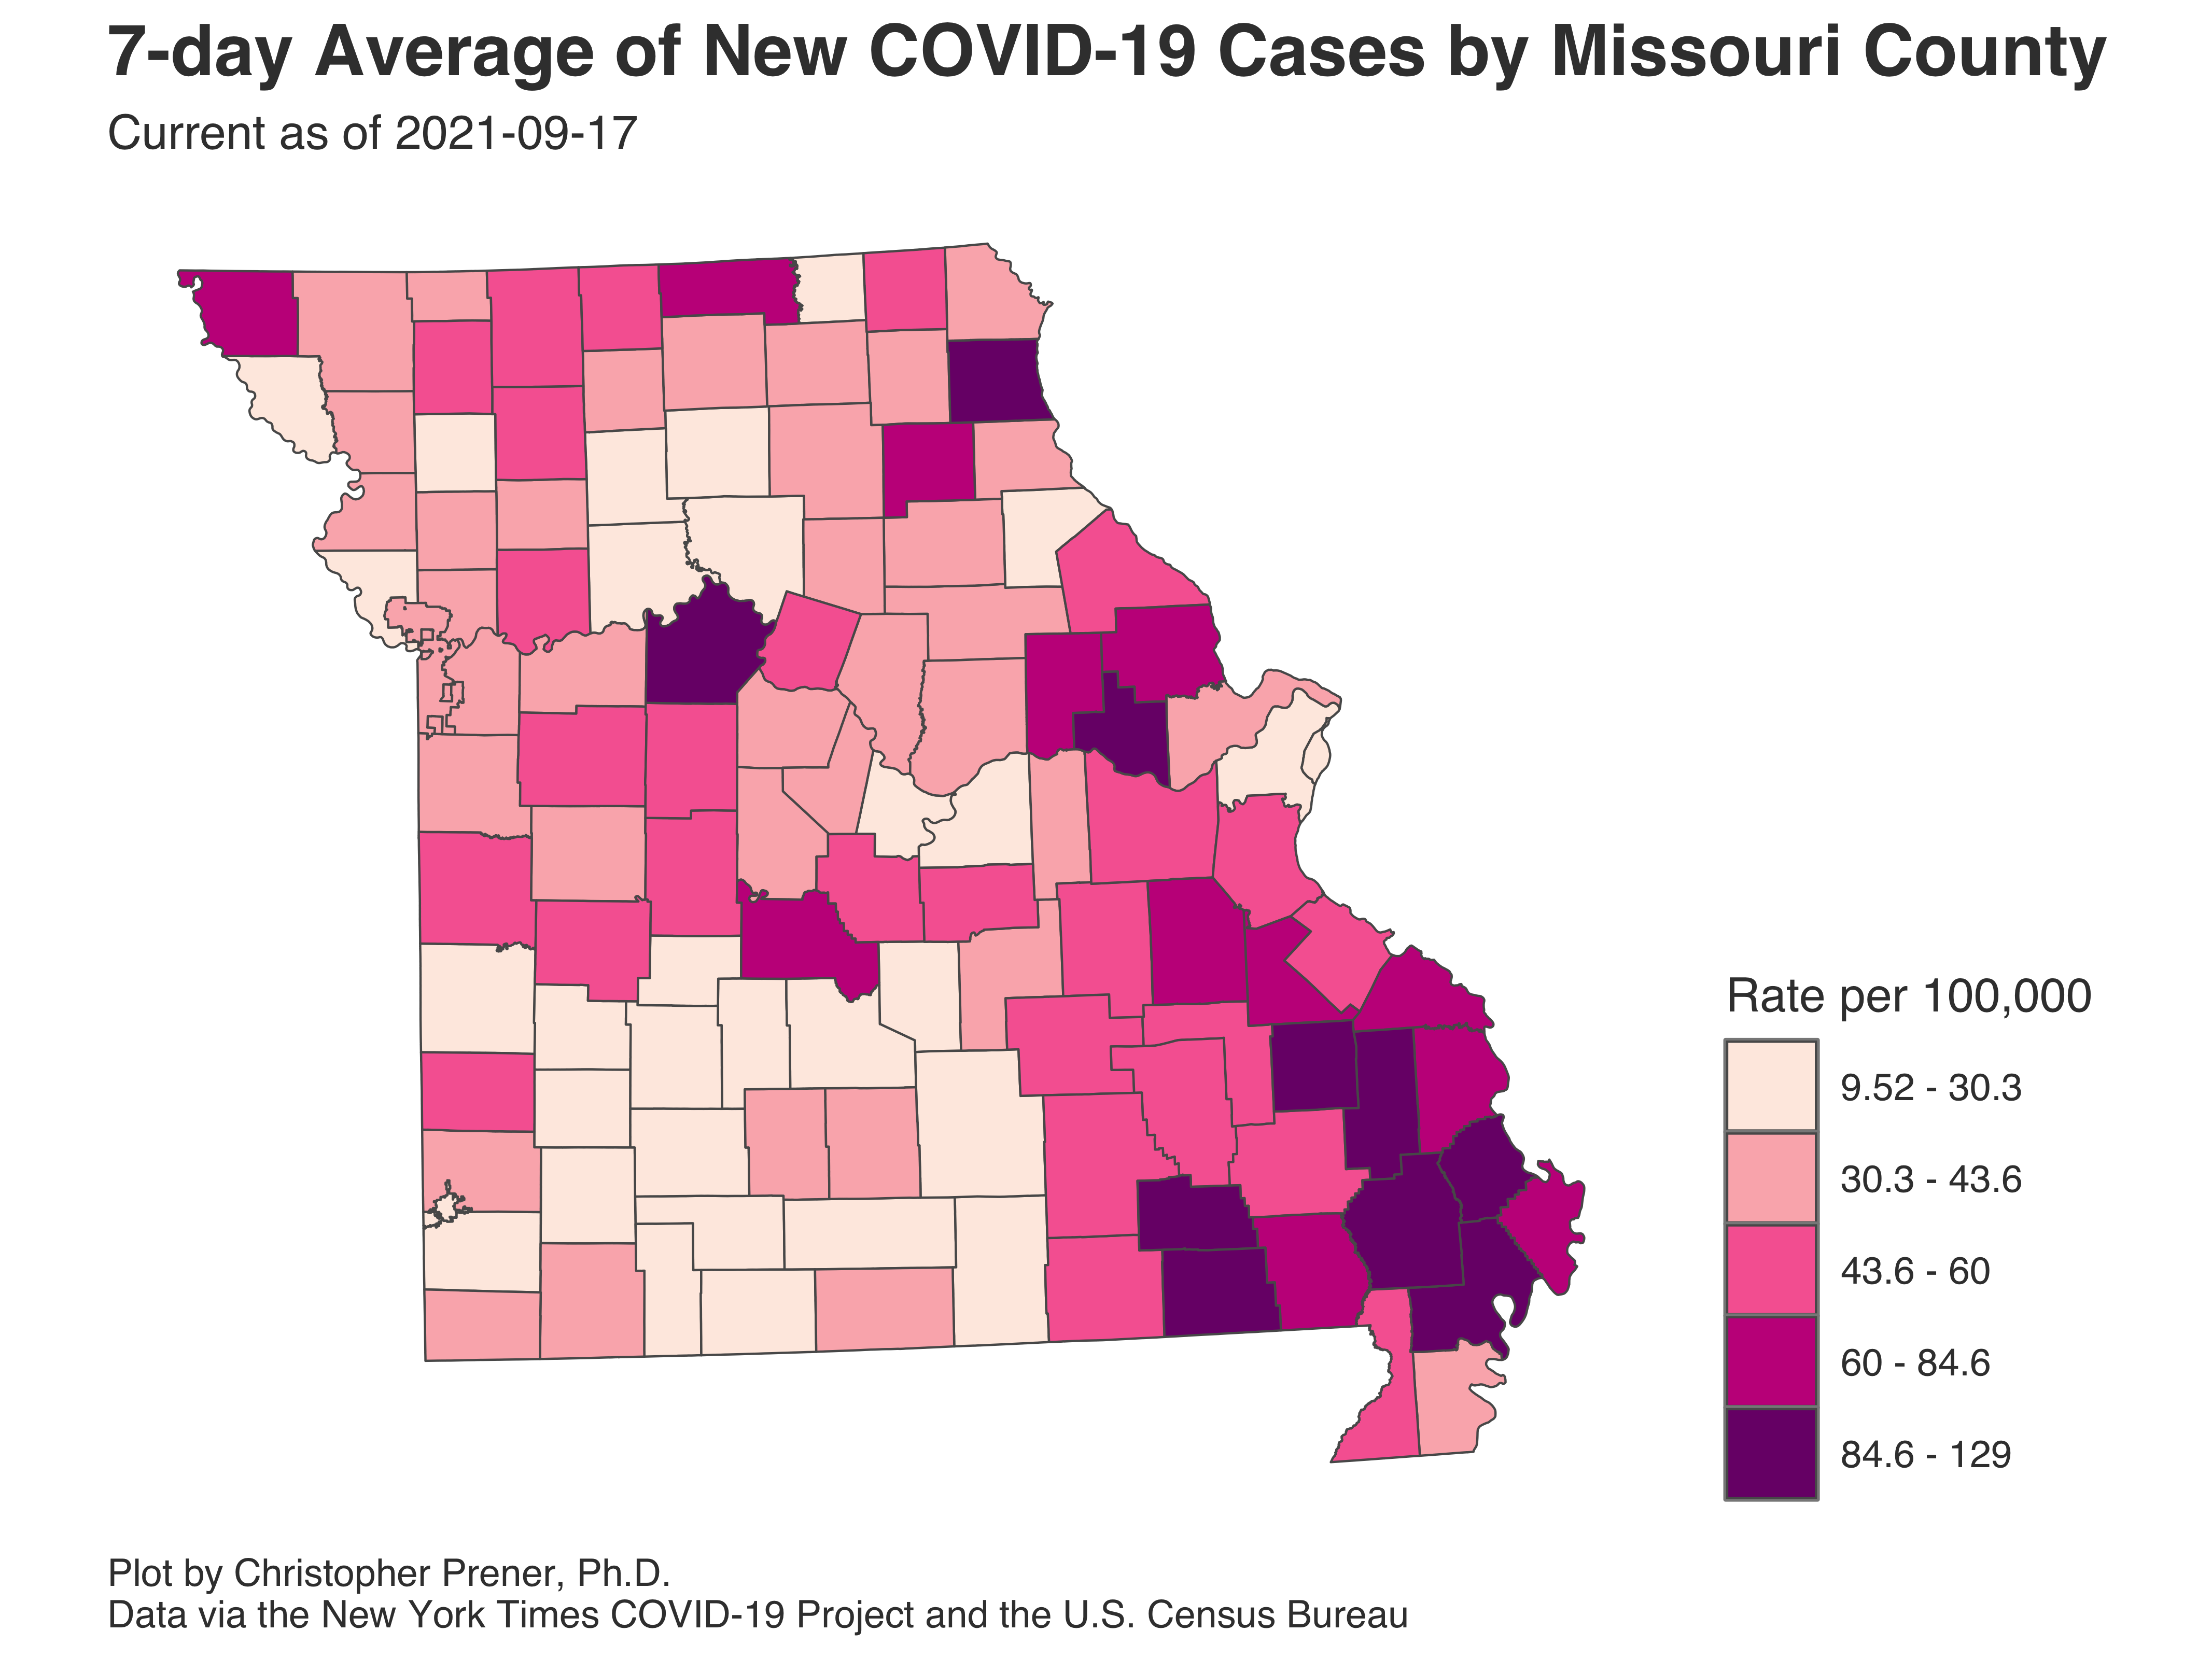 7-day Average of New COVID-19 Cases by Missouri County
Current as of 2021-09-17
Rate per 100,000
9.52 - 30.3
30.3 - 43.6
43.6 - 60
60 - 84.6
84.6 - 129
Plot by Christopher Prener, Ph.D.
Data via the New York Times COVID-19 Project and the U.S. Census Bureau